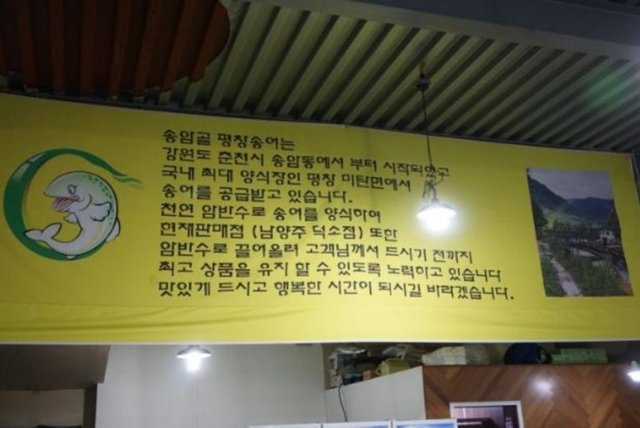 송암골 평창송어는
강원도 춘천시 송암동에서 부터 시작되었고
국내 최대 양식장인 평창 미탄면에서
송어를 공급받고 있습니다.
천연 암반수로 송어를 양식하여
현재판매점 (남양주 덕소점) 또한
암반수로 끌어올려 고객님께서 드시기 전까지
최고 상품을 유지 할 수 있도록 노력하고 있습니다
맛있게 드시고 행복한 시간이 되시길 바라겠습니다.